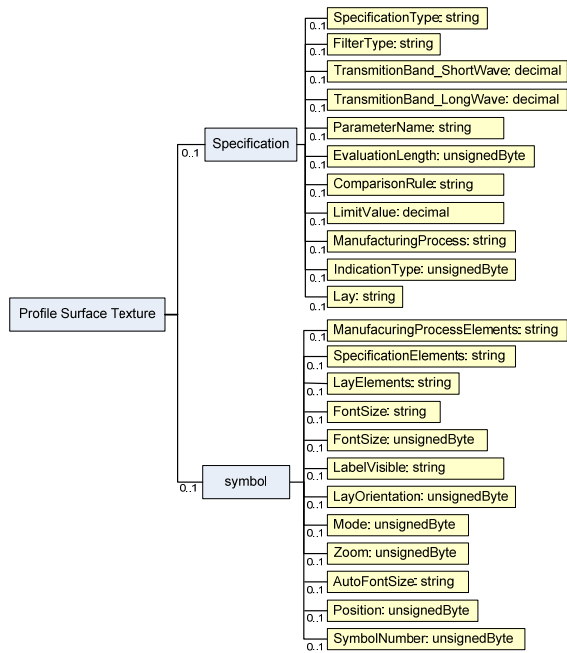 SpecificationType: string
0..1
FilterType: string
0..1
TransmitionBand_ShortWave: decimal
0..1
TransmitionBand_LongWave: decimal
0..1
ParameterName: string
0..1
Specification
0..1
EvaluationLength: unsignedByte
0..1
ComparisonRule: string
0..1
LimitValue: decimal
0..1
ManufacturingProcess: string
0..1
IndicationType: unsignedByte
0..1
Lay: string
0..1
Profile Surface Texture
ManufacuringProcessElements: string
0..1
SpecificationElements: string
0..1
LayElements: string
0..1
FontSize: string
0..1
FontSize: unsignedByte
0..1
LabelVisible: string
0..1
symbol
0..1
LayOrientation: unsignedByte
0..1
Mode: unsignedByte
0..1
Zoom: unsignedByte
0..1
AutoFontSize: string
0..1
Position: unsignedByte
0..1
SymbolNumber: unsignedByte
0..1